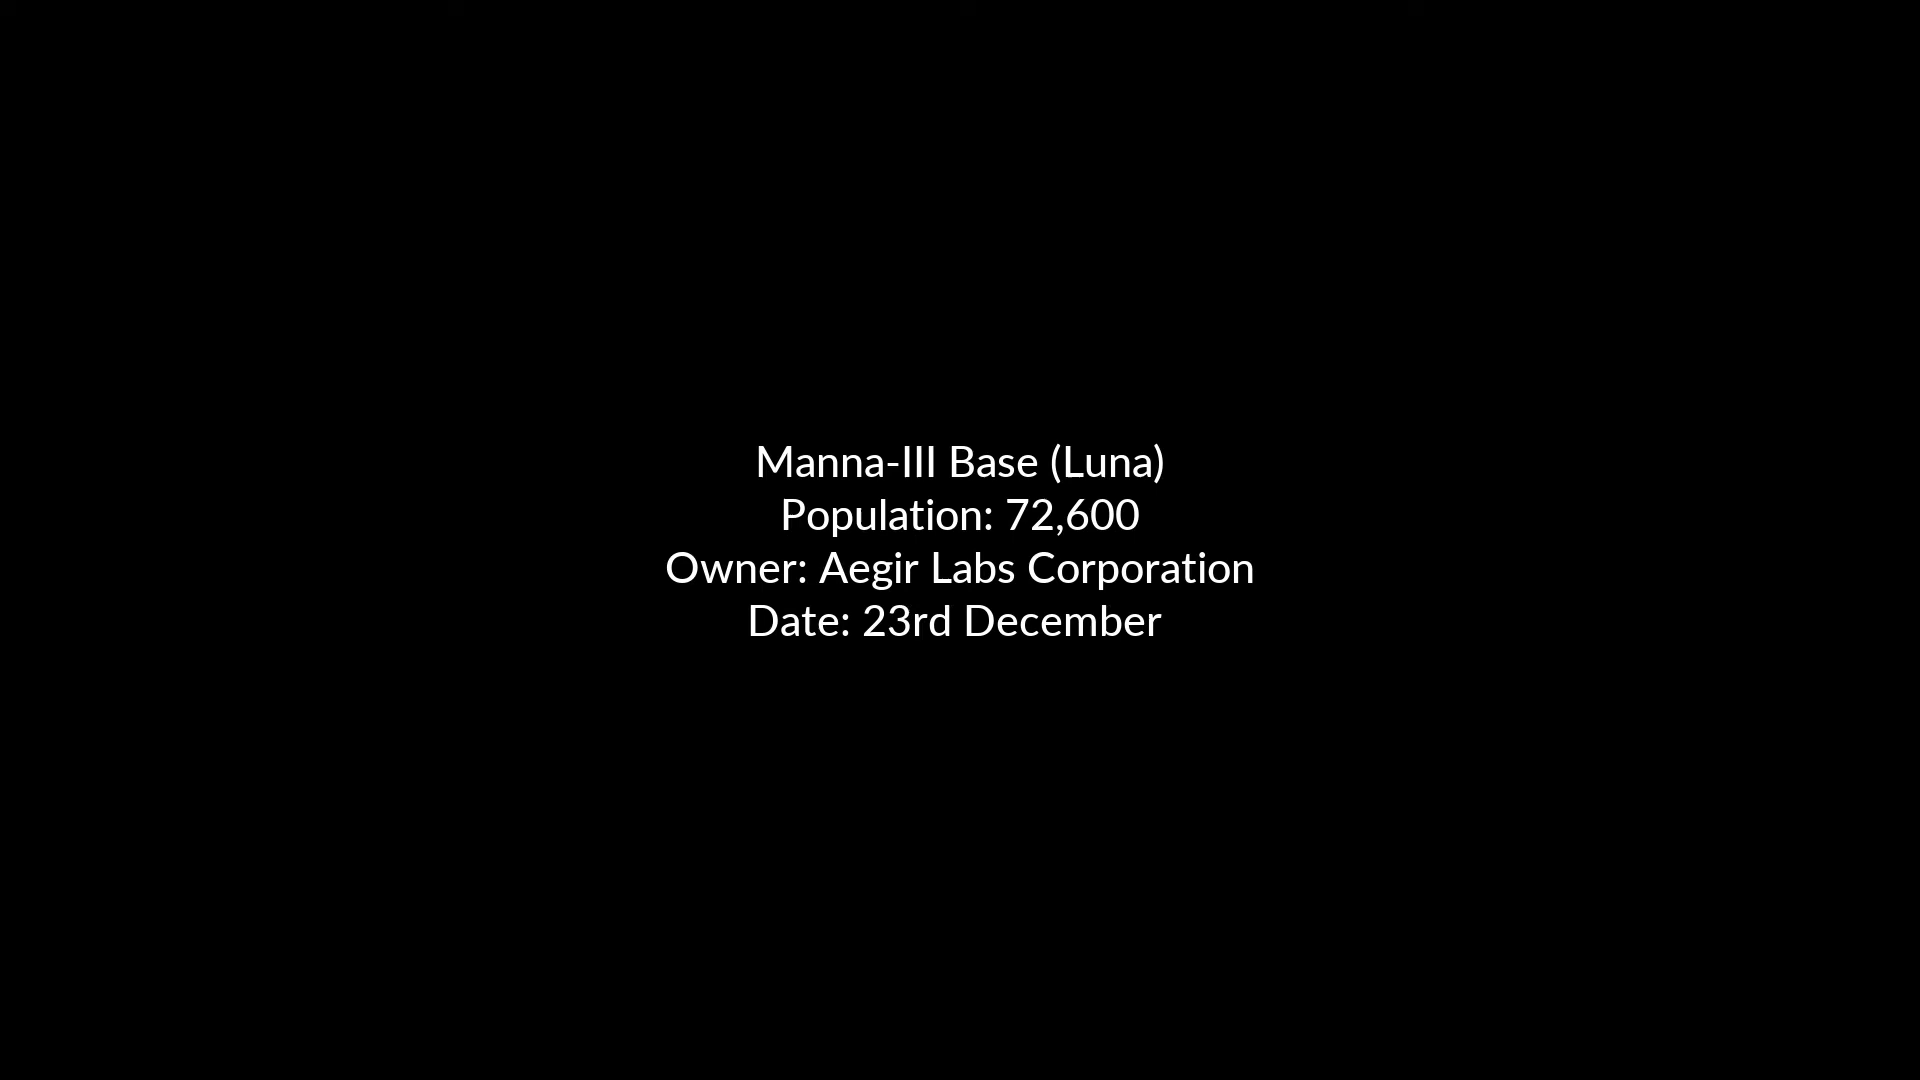 Manna-III Base (Luna)
Population: 72,600
Owner: Aegir Labs Corporation
Date: 23rd December